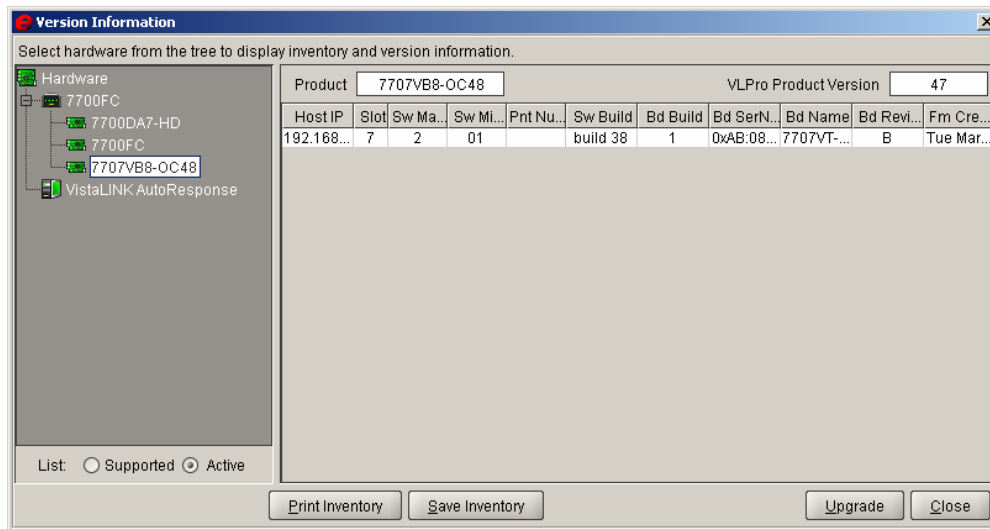 Version Information
Select hardware from the tree to display inventory and version information.
Hardware
7700FC
7700DA7-HD
7700FC
7707VB8-OC48
VistaLINK AutoResponse
List: Supported Active
Product 7707VB8-OC48 VLPro Product Version 47
Host IP Slot Sw Ma... Sw Mi... Pnt Nu... Sw Build Bd Build Bd SerN... Bd Name Bd Revi... Fm Cre...
192.168... 7 2 01 build 38 1 0xAB:08... 7707VT-... B Tue Mar...
Print Inventory Save Inventory Upgrade Close